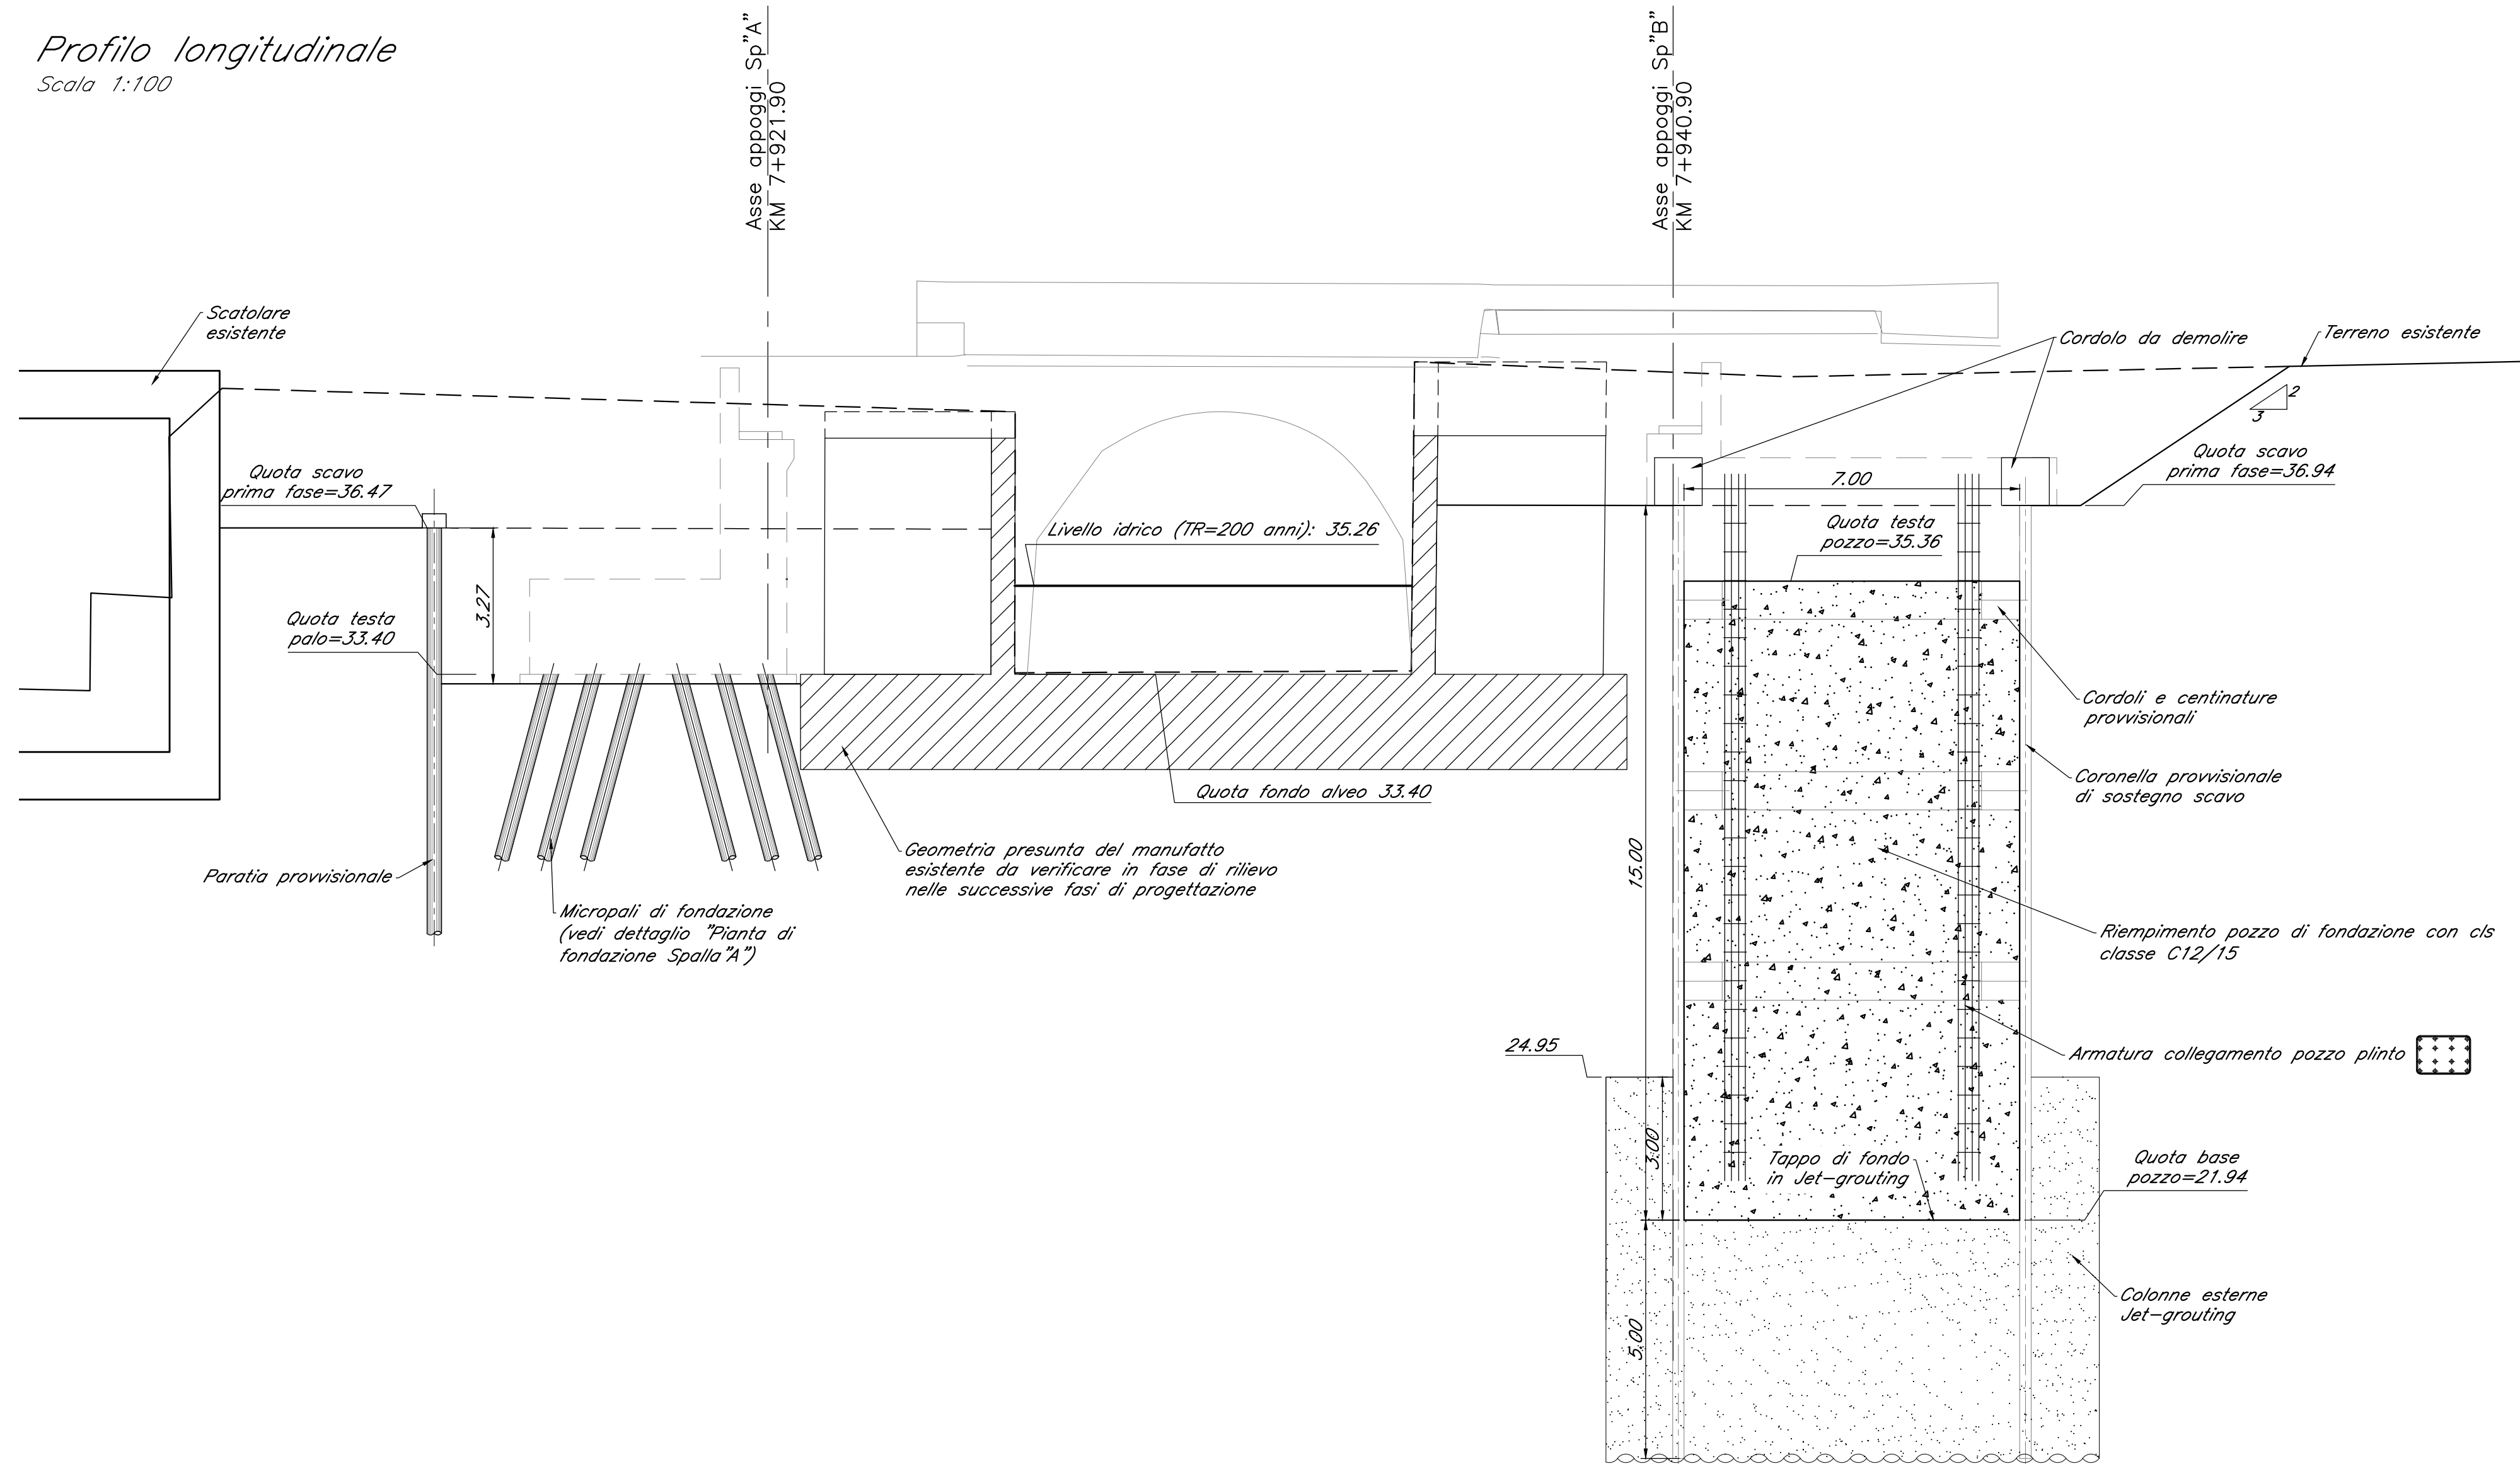 Profilo longitudinale
Scala 1:100
Asse appoggi Sp"A"
KM 7+921.90
Asse appoggi Sp"B"
KM 7+940.90
Scatolare
esistente
Cordolo da demolire
Terreno esistente
2
3
Quota scavo
prima fase=36.47
Quota scavo
prima fase=36.94
7.00
Livello idrico (TR=200 anni): 35.26
Quota testa
pozzo=35.36
3.27
Quota testa
palo=33.40
Cordoli e centinature
provvisionali
Coronella provvisionale
di sostegno scavo
Quota fondo alveo 33.40
Geometria presunta del manufatto
esistente da verificare in fase di rilievo
nelle successive fasi di progettazione
15.00
Paratia provvisionale
Micropali di fondazione
(vedi dettaglio "Pianta di
fondazione Spalla"A")
Riempimento pozzo di fondazione con cls
classe C12/15
24.95
Armatura collegamento pozzo plinto
3.00
Tappo di fondo
in Jet-grouting
Quota base
pozzo=21.94
5.00
Colonne esterne
Jet-grouting